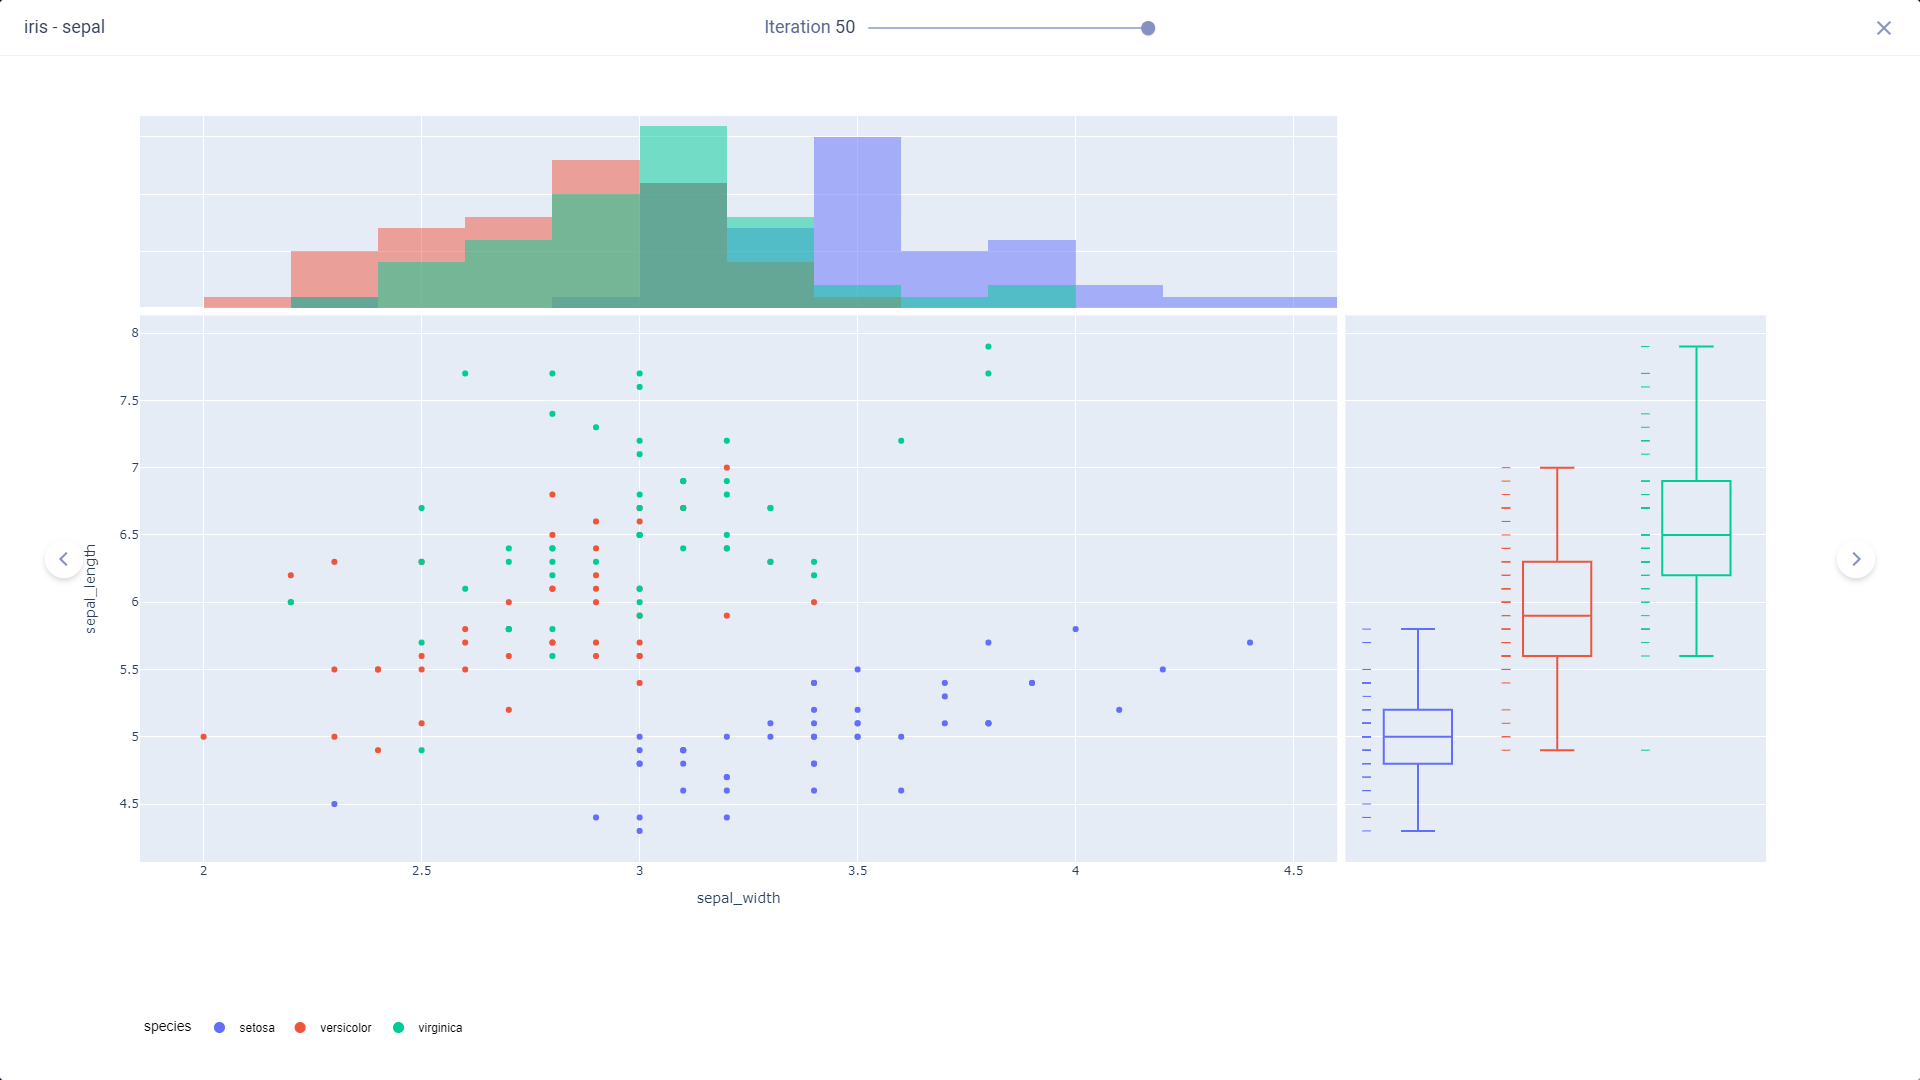 iris - sepal
Iteration 50
8
7.5
7
6.5
6
5.5
5
4.5
sepal_length
2 2.5 3 3.5 4 4.5
sepal_width
species setosa versicolor virginica